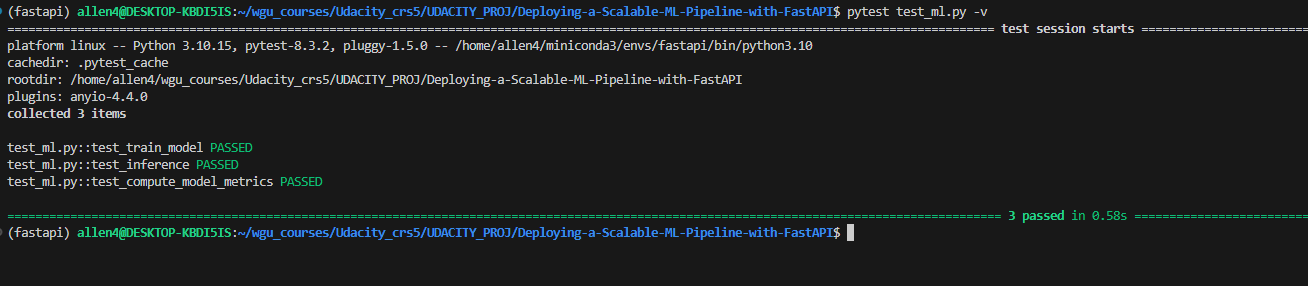 (fastapi) allen4@DESKTOP-KBDI5IS:~/wgu_courses/Udacity_crs5/UDACITY_PROJ/Deploying-a-Scalable-ML-Pipeline-with-FastAPI$ pytest test_ml.py -v
============================= test session starts =============================
platform linux -- Python 3.10.15, pytest-8.3.2, pluggy-1.5.0 -- /home/allen4/miniconda3/envs/fastapi/bin/python3.10
cachedir: .pytest_cache
rootdir: /home/allen4/wgu_courses/Udacity_crs5/UDACITY_PROJ/Deploying-a-Scalable-ML-Pipeline-with-FastAPI
plugins: anyio-4.4.0
collected 3 items
test_ml.py::test_train_model PASSED
test_ml.py::test_inference PASSED
test_ml.py::test_compute_model_metrics PASSED
============================= 3 passed in 0.58s =============================
(fastapi) allen4@DESKTOP-KBDI5IS:~/wgu_courses/Udacity_crs5/UDACITY_PROJ/Deploying-a-Scalable-ML-Pipeline-with-FastAPI$